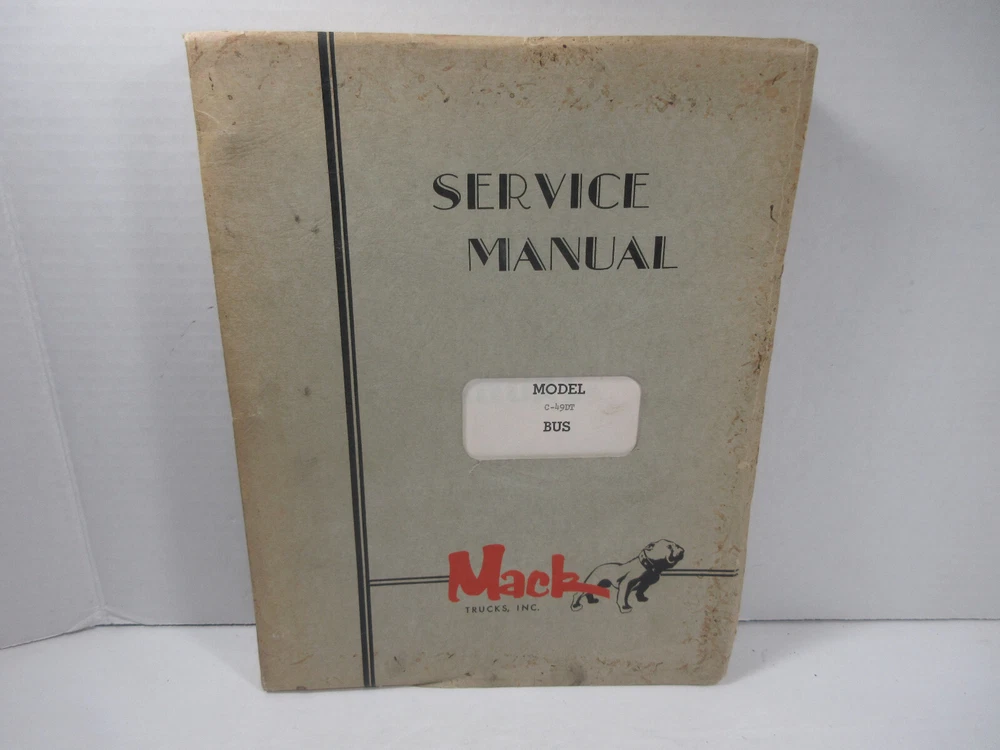 SERVICE
MANUAL
MODEL
C-49DT
BUS
Mack
TRUCKS, INC.